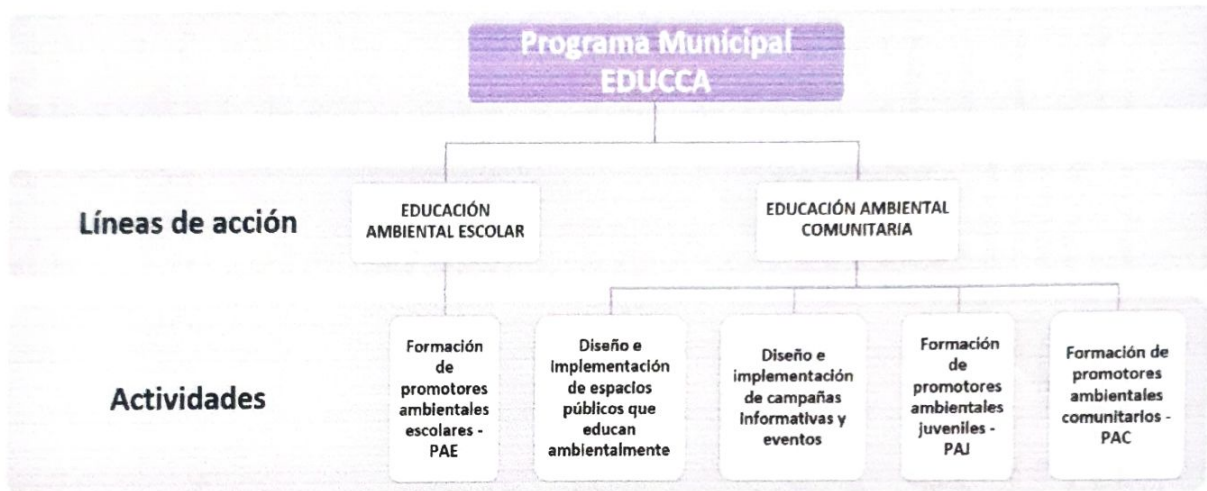 Programa Municipal
EDUCCA
Líneas de acción
EDUCACIÓN
AMBIENTAL ESCOLAR
EDUCACIÓN AMBIENTAL
COMUNITARIA
Actividades
Formación
de
promotores
ambientales
escolares -
PAE
Diseño e
implementación
de espacios
públicos que
educan
ambientalmente
Diseño e
implementación
de campañas
informativas y
eventos
Formación
de
promotores
ambientales
juveniles -
PAJ
Formación de
promotores
ambientales
comunitarios -
PAC